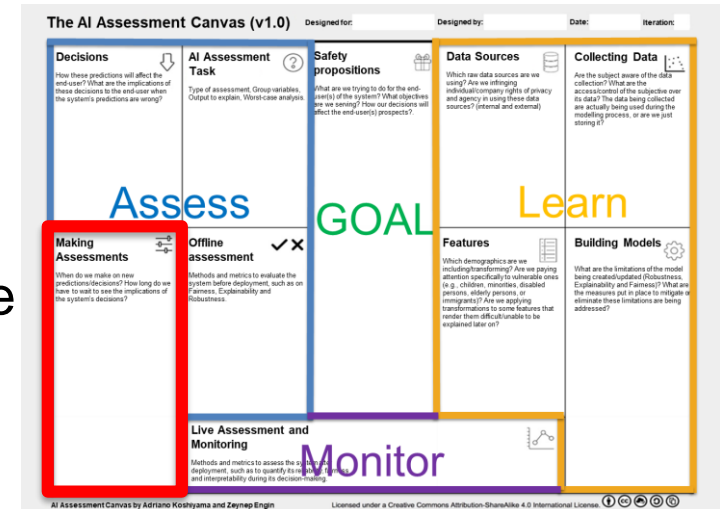 The AI Assessment Canvas (v1.0)
Designed for:
Designed by:
Date:
Iteration:
Decisions
How these predictions will affect the
end-user? What are the implications of
these decisions to the end-user when
the system's predictions are wrong?
AI Assessment
Task
Type of assessment, Group variables,
Output to explain, Worst-case analysis.
Safety
propositions
What are we trying to do for the end-
user(s) of the system? What objectives
are we serving? How our decisions will
affect the end-user(s) prospects?.
Data Sources
Which raw data sources are we
using? Are we infringing
individual/company rights of privacy
and agency in using these data
sources? (internal and external)
Collecting Data
Are the subject aware of the data
collection? What are the
access/control of the subjective over
its data? The data being collected
are actually being used during the
modelling process, or are we just
storing it?
Assess
GOAL
Learn
e
Making
Assessments
When do we make on new
predictions/decisions? How long do we
have to wait to see the implications of
the system's decisions?
Offline
assessment
Methods and metrics to evaluate the
system before deployment, such as on
Fairness, Explainability and
Robustness.
Features
Which demographics are we
including/transforming? Are we paying
attention specifically to vulnerable ones
(e.g., children, minorities, disabled
persons, elderly persons, or
immigrants)? Are we applying
transformations to some features that
render them difficult/unable to be
explained later on?
Building Models
What are the limitations of the model
being created/updated (Robustness,
Explainability and Fairness)? What are
the measures put in place to mitigate or
eliminate these limitations are being
addressed?
Live Assessment and
Monitoring
Methods and metrics to assess the system
deployment, such as to quantify its
and interpretability during its decision-making.
Monitor
AI Assessment Canvas by Adriano Koshiyama and Zeynep Engin
Licensed under a Creative Commons Attribution-ShareAlike 4.0 International License.